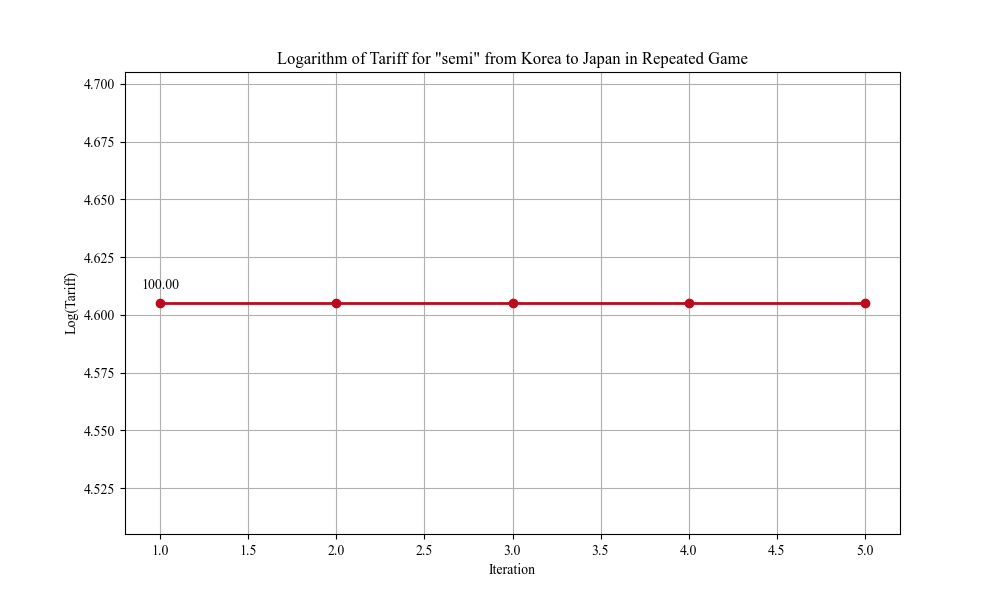 Logarithm of Tariff for "semi" from Korea to Japan in Repeated Game
4.700
4.675
4.650
4.625
4.600
4.575
4.550
4.525
Log(Tariff)
100.00
1.0 1.5 2.0 2.5 3.0 3.5 4.0 4.5 5.0
Iteration